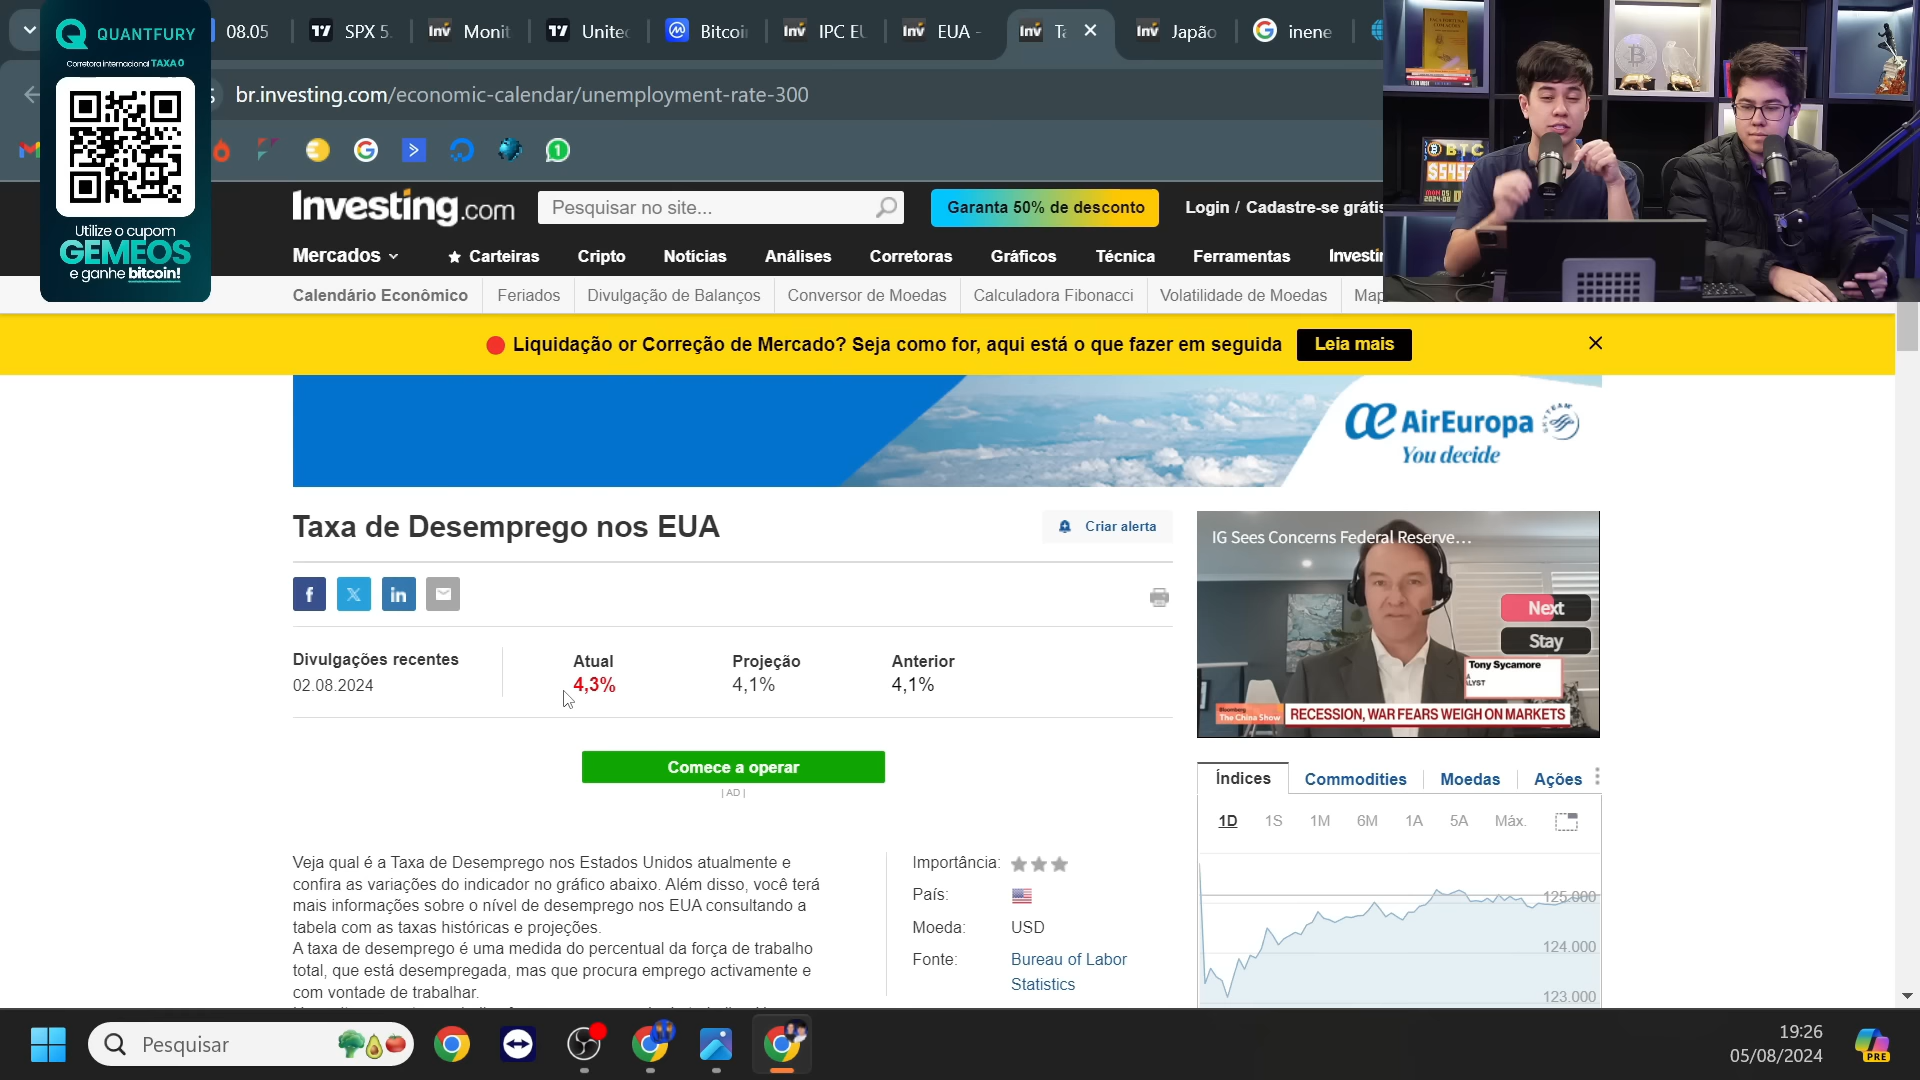 QUANTFURY
Corretora internacional TAXA 0
Utilize o cupom
GEMEOS
e ganhe bitcoin!
08.05
SPX 5.
Monit
Unite
Bitcoi
IPC EU
EUA -
Ta
Japão
inene
br.investing.com/economic-calendar/unemployment-rate-300
1
BTC
Investing.com
Pesquisar no site...
Garanta 50% de desconto
Login / Cadastre-se grátis
Mercados
Carteiras
Cripto
Notícias
Análises
Corretoras
Gráficos
Técnica
Ferramentas
Investin
Calendário Econômico
Feriados
Divulgação de Balanços
Conversor de Moedas
Calculadora Fibonacci
Volatilidade de Moedas
Map
Liquidação or Correção de Mercado? Seja como for, aqui está o que fazer em seguida
Leia mais
AirEuropa
SKYTEAM
You decide
Taxa de Desemprego nos EUA
Criar alerta
IG Sees Concerns Federal Reserve...
Next
Stay
Tony Sycamore
Bloomberg
The China Show
RECESSION, WAR FEARS WEIGH ON MARKETS
Divulgações recentes
02.08.2024
Atual
4,3%
Projeção
4,1%
Anterior
4,1%
Comece a operar
| AD |
Veja qual é a Taxa de Desemprego nos Estados Unidos atualmente e
confira as variações do indicador no gráfico abaixo. Além disso, você terá
mais informações sobre o nível de desemprego nos EUA consultando a
tabela com as taxas históricas e projeções.
A taxa de desemprego é uma medida do percentual da força de trabalho
total, que está desempregada, mas que procura emprego activamente e
com vontade de trabalhar.
Importância:
País:
Moeda:
USD
Fonte:
Bureau of Labor
Statistics
Índices
Commodities
Moedas
Ações
1D
1S
1M
6M
1A
5A
Máx.
125.000
124.000
123.000
Pesquisar
19:26
05/08/2024
PRE